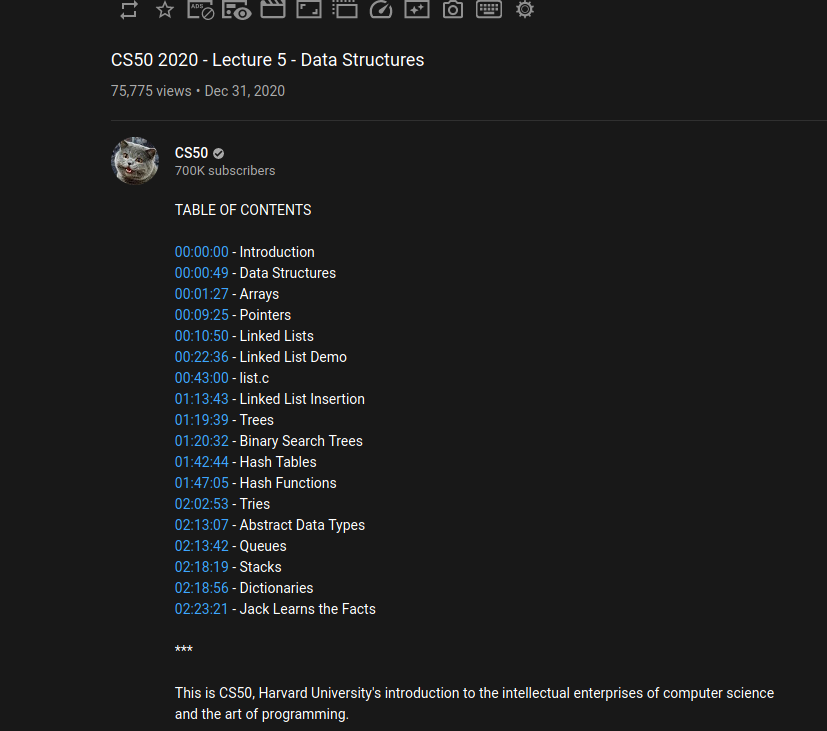 ADS
CS50 2020 - Lecture 5 - Data Structures
75,775 views • Dec 31, 2020
CS50
700K subscribers
TABLE OF CONTENTS
00:00:00 - Introduction
00:00:49 - Data Structures
00:01:27 - Arrays
00:09:25 - Pointers
00:10:50 - Linked Lists
00:22:36 - Linked List Demo
00:43:00 - list.c
01:13:43 - Linked List Insertion
01:19:39 - Trees
01:20:32 - Binary Search Trees
01:42:44 - Hash Tables
01:47:05 - Hash Functions
02:02:53 - Tries
02:13:07 - Abstract Data Types
02:13:42 - Queues
02:18:19 - Stacks
02:18:56 - Dictionaries
02:23:21 - Jack Learns the Facts
***
This is CS50, Harvard University's introduction to the intellectual enterprises of computer science
and the art of programming.